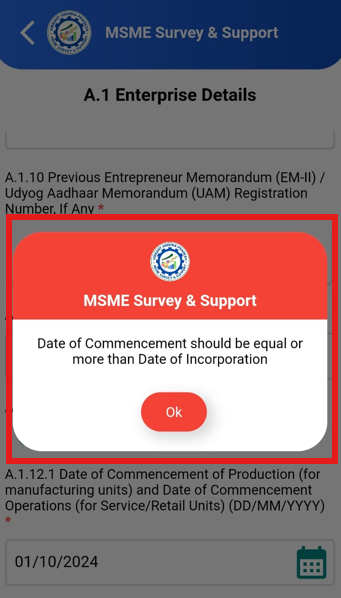 MSME Survey & Support
A.1 Enterprise Details
A.1.10 Previous Entrepreneur Memorandum (EM-II) /
Udyog Aadhaar Memorandum (UAM) Registration
Number, If Any *
MSME Survey & Support
Date of Commencement should be equal or
more than Date of Incorporation
Ok
A.1.12.1 Date of Commencement of Production (for
manufacturing units) and Date of Commencement
Operations (for Service/Retail Units) (DD/MM/YYYY)
*
01/10/2024